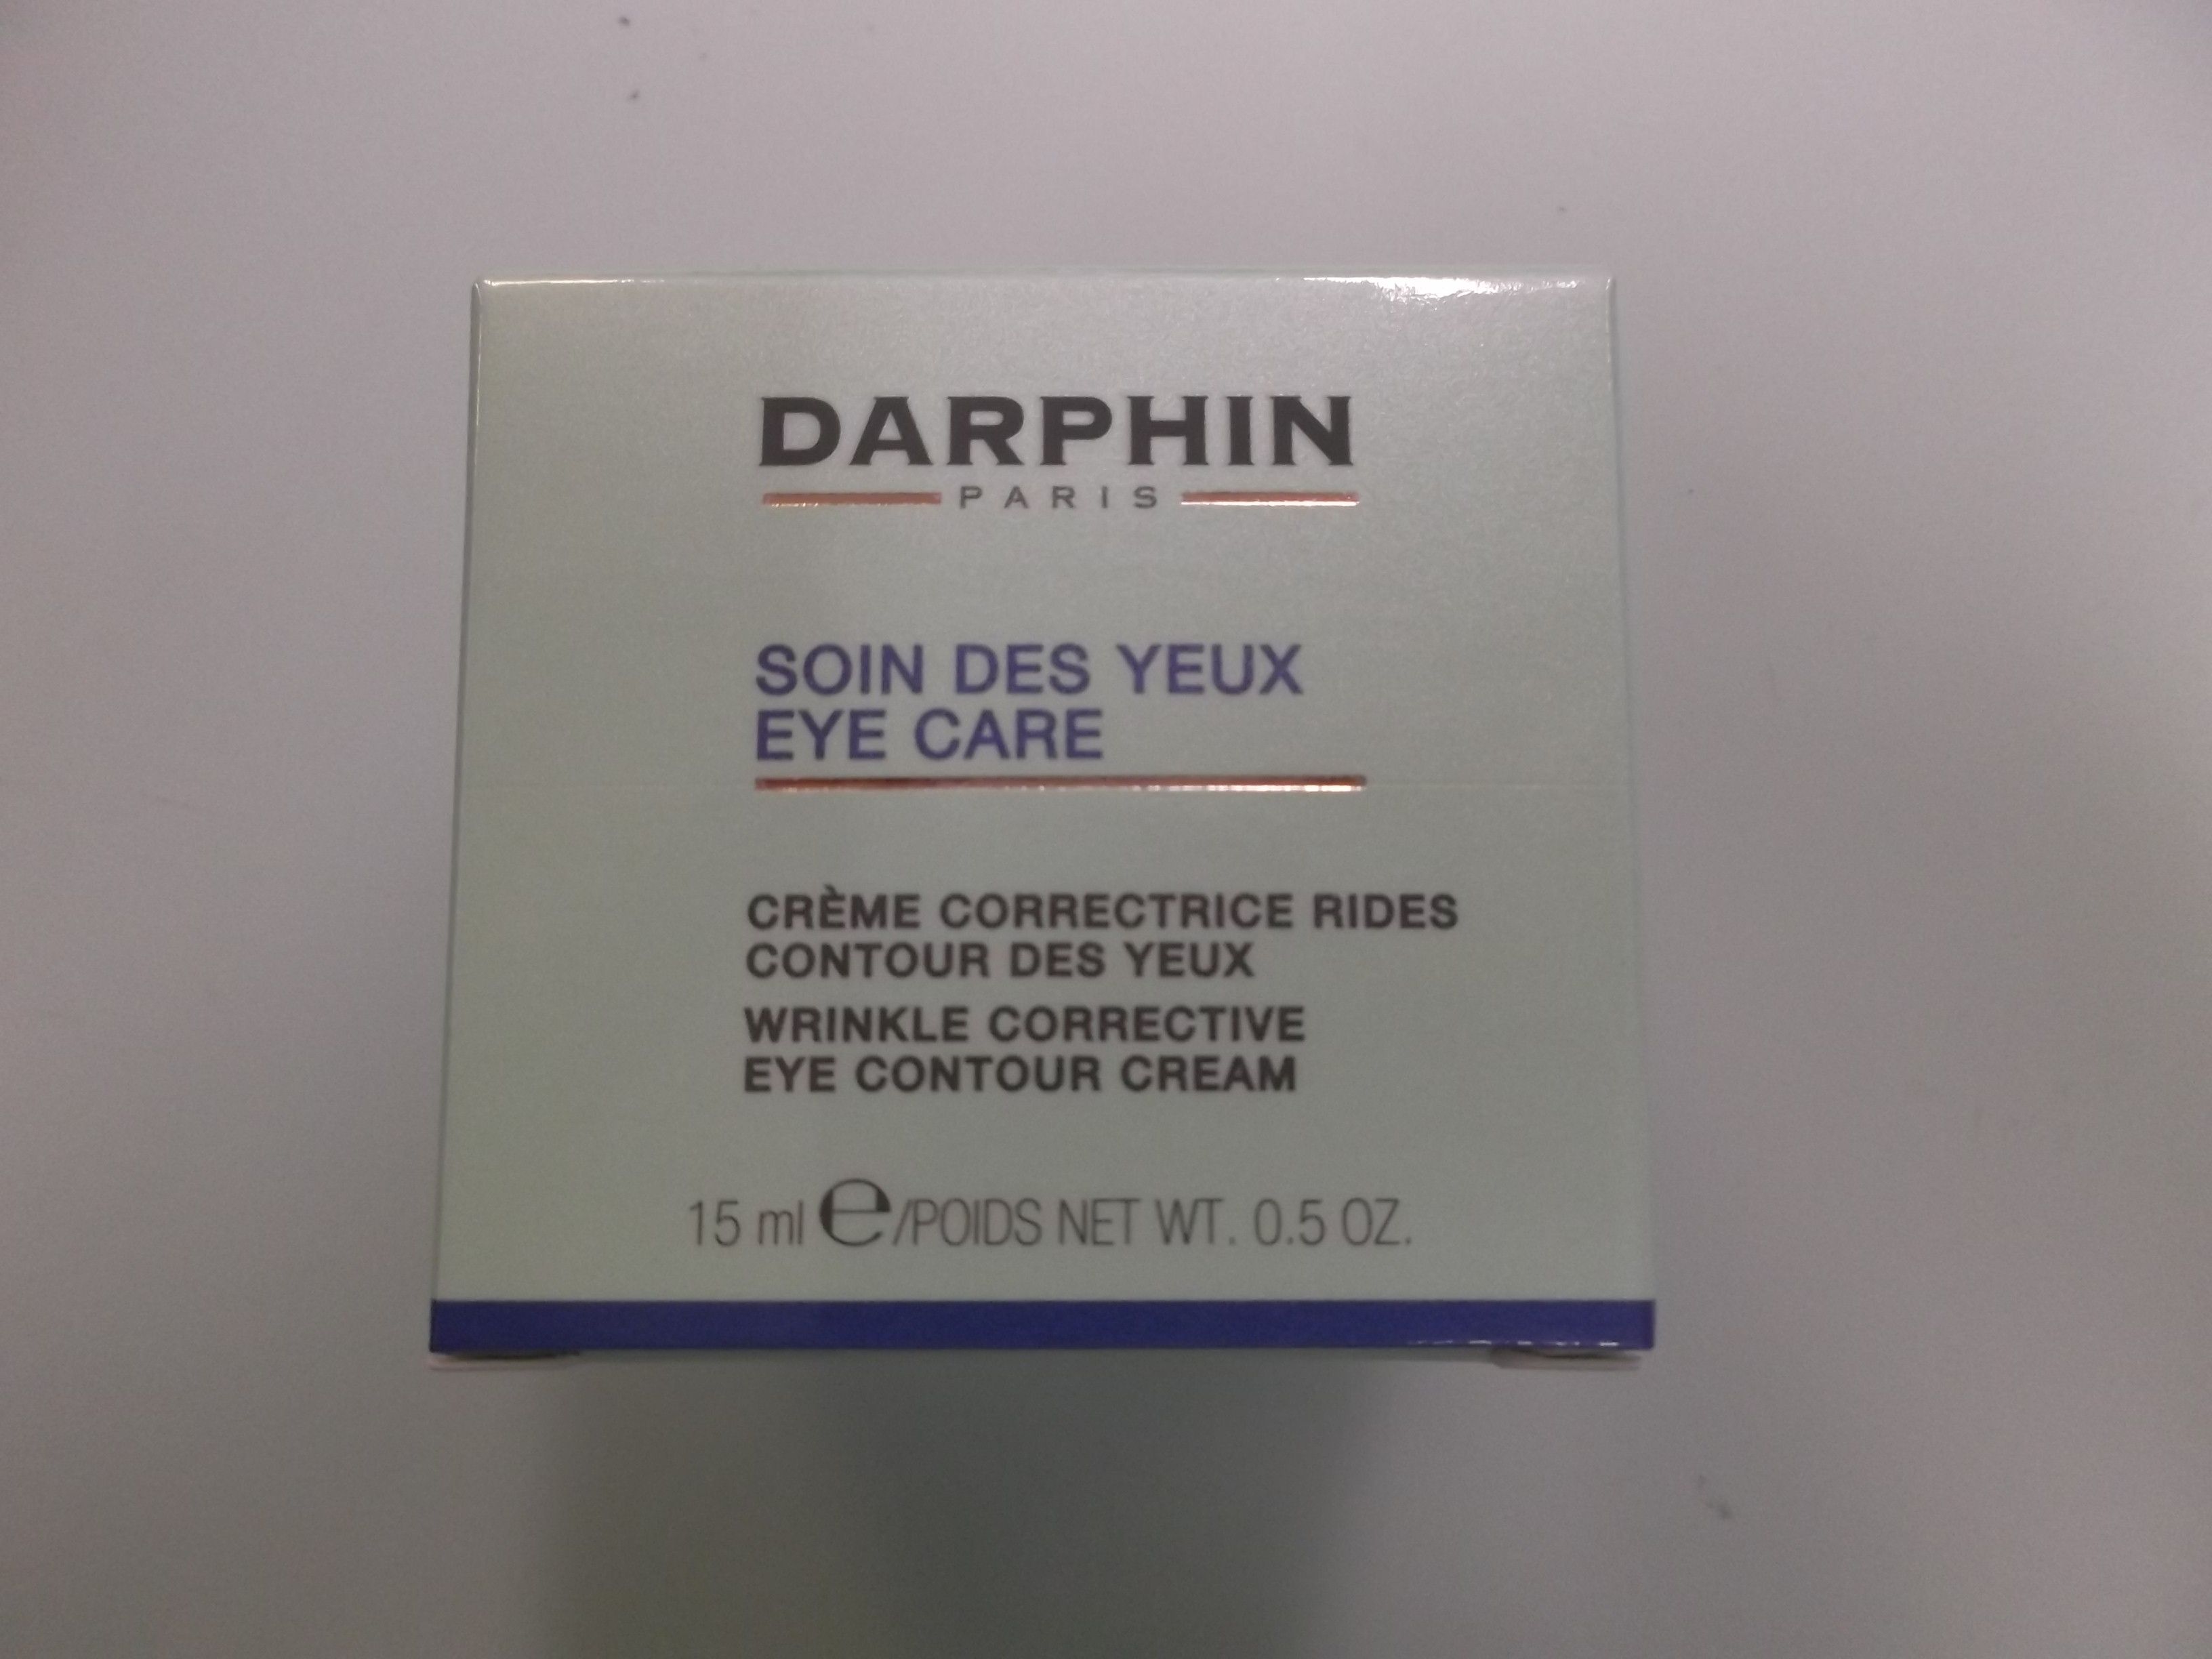 DARPHIN
PARIS
SOIN DES YEUX
EYE CARE
CRÈME CORRECTRICE RIDES
CONTOUR DES YEUX
WRINKLE CORRECTIVE
EYE CONTOUR CREAM
15 ml e/POIDS NET WT. 0.5 OZ.